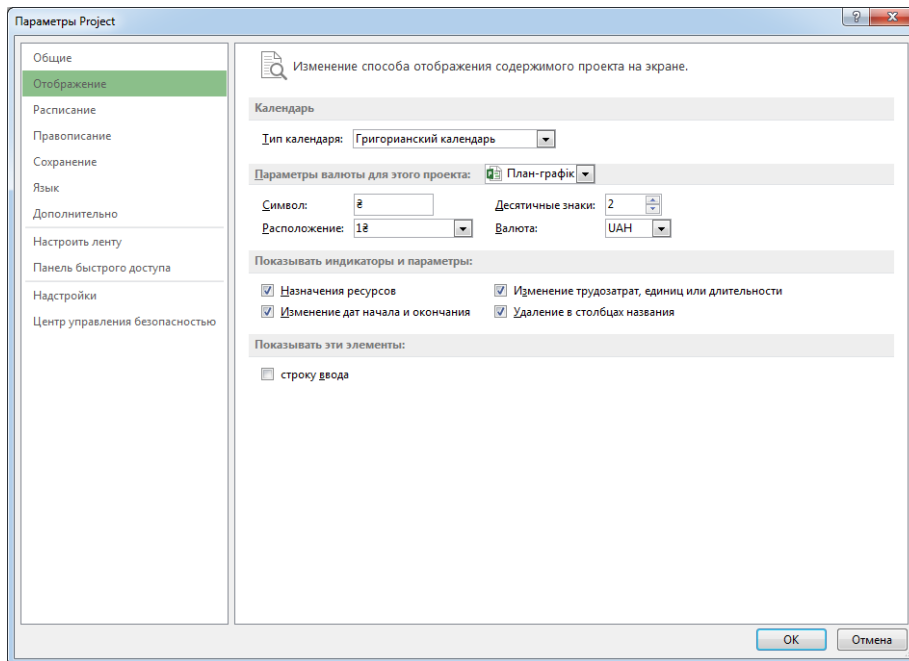 Параметры Project
Общие
Отображение
Расписание
Правописание
Сохранение
Язык
Дополнительно
Настроить ленту
Панель быстрого доступа
Надстройки
Центр управления безопасностью
Изменение способа отображения содержимого проекта на экране.
Календарь
Тип календаря: Григорианский календарь
Параметры валюты для этого проекта: План-графік
Символ: ₴ Десятичные знаки: 2
Расположение: 1₴ Валюта: UAH
Показывать индикаторы и параметры:
Назначения ресурсов Изменение трудозатрат, единиц или длительности
Изменение дат начала и окончания Удаление в столбцах названия
Показывать эти элементы:
строку ввода
OK Отмена